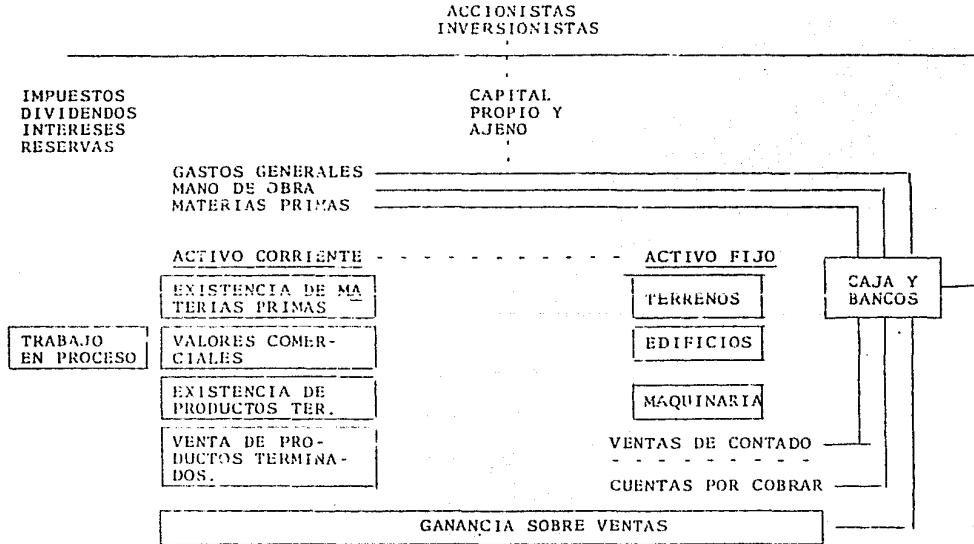 ACCIONISTAS
INVERSIONISTAS
IMPUESTOS
DIVIDENDOS
INTERESES
RESERVAS
CAPITAL
PROPIO Y
AJENO
GASTOS GENERALES
MANO DE OBRA
MATERIAS PRIMAS
ACTIVO CORRIENTE
ACTIVO FIJO
EXISTENCIA DE MA
TERIAS PRIMAS
TERRENOS
CAJA Y
BANCOS
TRABAJO
EN PROCESO
VALORES COMER-
CIALES
EDIFICIOS
EXISTENCIA DE
PRODUCTOS TER.
MAQUINARIA
VENTA DE PRO-
DUCTOS TERMINA-
DOS.
VENTAS DE CONTADO
CUENTAS POR COBRAR
GANANCIA SOBRE VENTAS